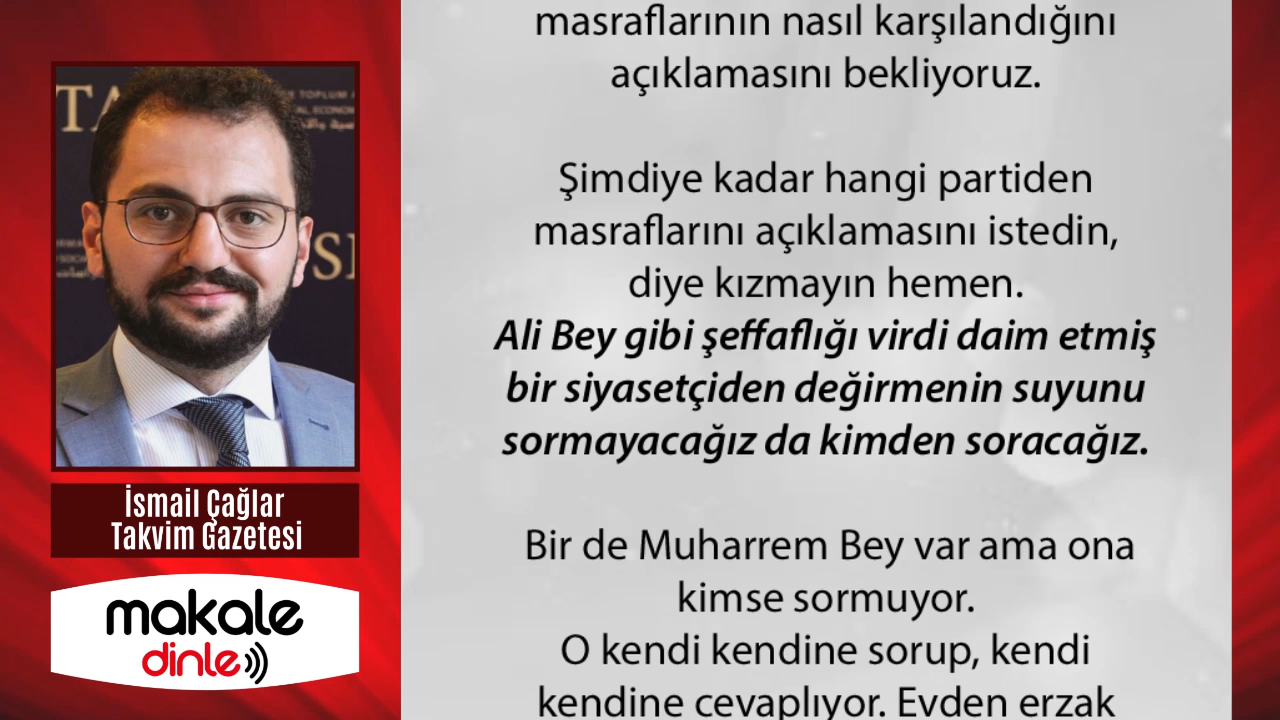 masraflarının nasıl karşılandığını
açıklamasını bekliyoruz.
Şimdiye kadar hangi partiden
masraflarını açıklamasını istedin,
diye kızmayın hemen.
Ali Bey gibi şeffaflığı virdi daim etmiş
bir siyasetçiden değirmenin suyunu
sormayacağız da kimden soracağız.
Bir de Muharrem Bey var ama ona
kimse sormuyor.
O kendi kendine sorup, kendi
kendine cevaplıyor. Evden erzak
İsmail Çağlar
Takvim Gazetesi
makale
dinle